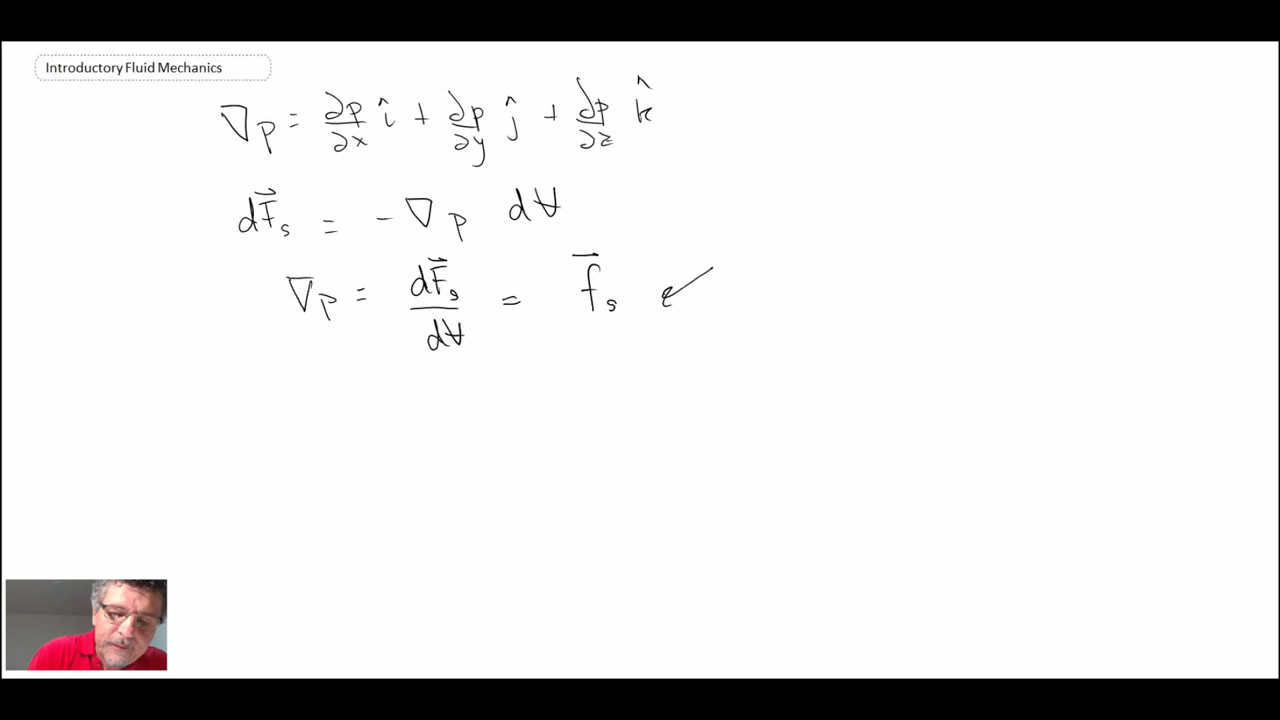 Introductory Fluid Mechanics
∇p = ∂p/∂x î + ∂p/∂y ĵ + ∂p/∂z k̂
dF⃗s = - ∇p d∀
∇p = dF⃗s/d∀ = f⃗s